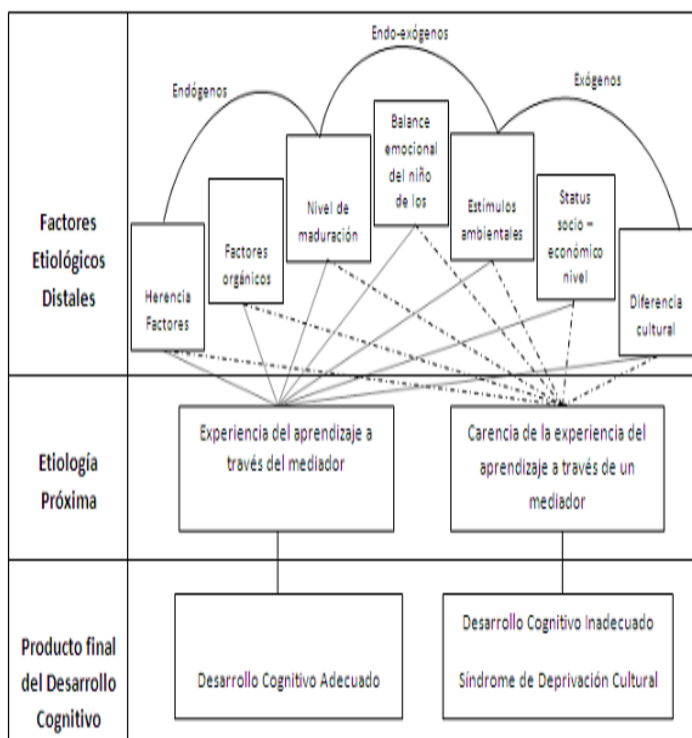 Endo-exógenos
Endógenos
Exógenos
Factores
Etiológicos
Distales
Herencia
Factores
Factores
orgánicos
Nivel de
maduración
Balance
emocional
del niño
de los
Estímulos
ambientales
Status
socio –
económico
nivel
Diferencia
cultural
Etiología
Próxima
Experiencia del aprendizaje a
través del mediador
Carencia de la experiencia del
aprendizaje a través de un
mediador
Producto final
del Desarrollo
Cognitivo
Desarrollo Cognitivo Adecuado
Desarrollo Cognitivo Inadecuado
Síndrome de Deprivación Cultural